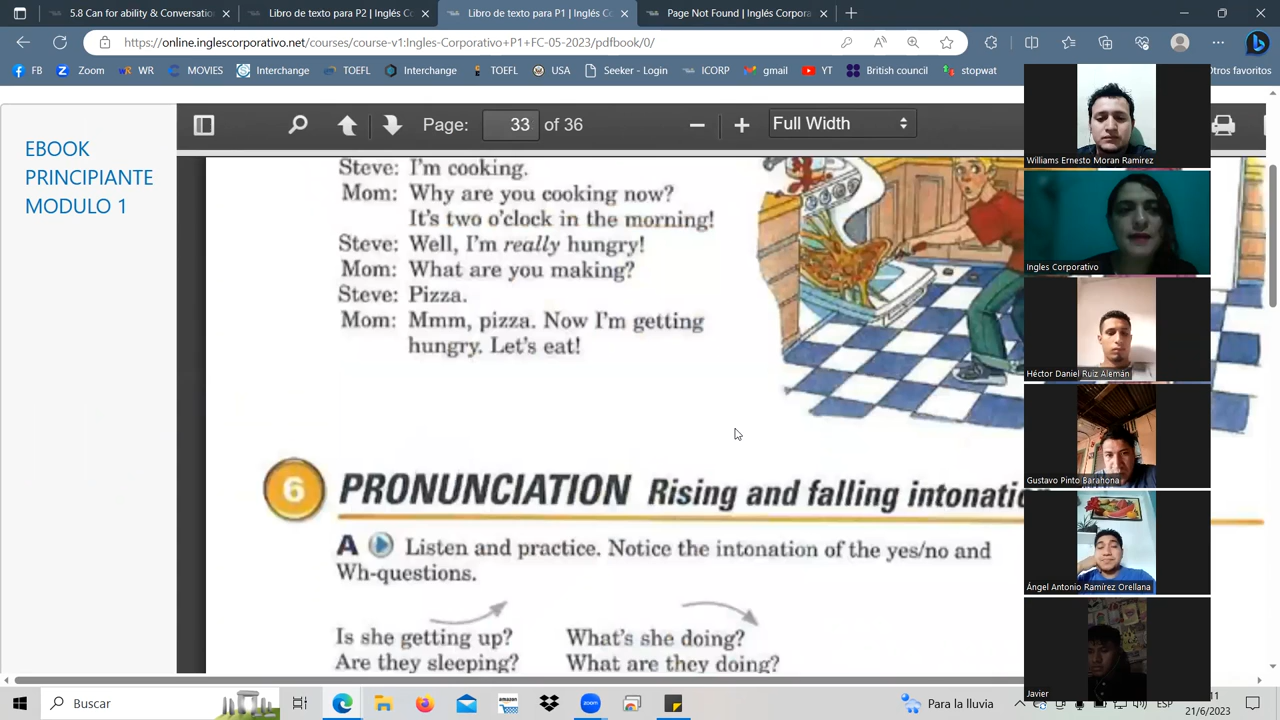 5.8 Can for ability & Conversatio
Libro de texto para P2 | Inglés Co
Libro de texto para P1 | Inglés C
Page Not Found | Inglés Corpora
https://online.inglescorporativo.net/courses/course-v1:Ingles-Corporativo+P1+FC-05-2023/pdfbook/0/
FB
Zoom
WR
MOVIES
Interchange
TOEFL
Interchange
TOEFL
USA
Seeker - Login
ICORP
gmail
YT
British council
stopwat
Otros favoritos
Page: 33 of 36
Full Width
EBOOK
PRINCIPIANTE
MODULO 1
Steve: I'm cooking.
Mom: Why are you cooking now?
It's two o'clock in the morning!
Steve: Well, I'm really hungry!
Mom: What are you making?
Steve: Pizza.
Mom: Mmm, pizza. Now I'm getting
hungry. Let's eat!
6 PRONUNCIATION Rising and falling intonatio
A Listen and practice. Notice the intonation of the yes/no and
Wh-questions.
Is she getting up? What's she doing?
Are they sleeping? What are they doing?
Williams Ernesto Moran Ramirez
Ingles Corporativo
Héctor Daniel Ruiz Alemán
Gustavo Pinto Barahona
Ángel Antonio Ramírez Orellana
Javier
Buscar
amazon
zoom
Para la lluvia
ESP
11
21/6/2023